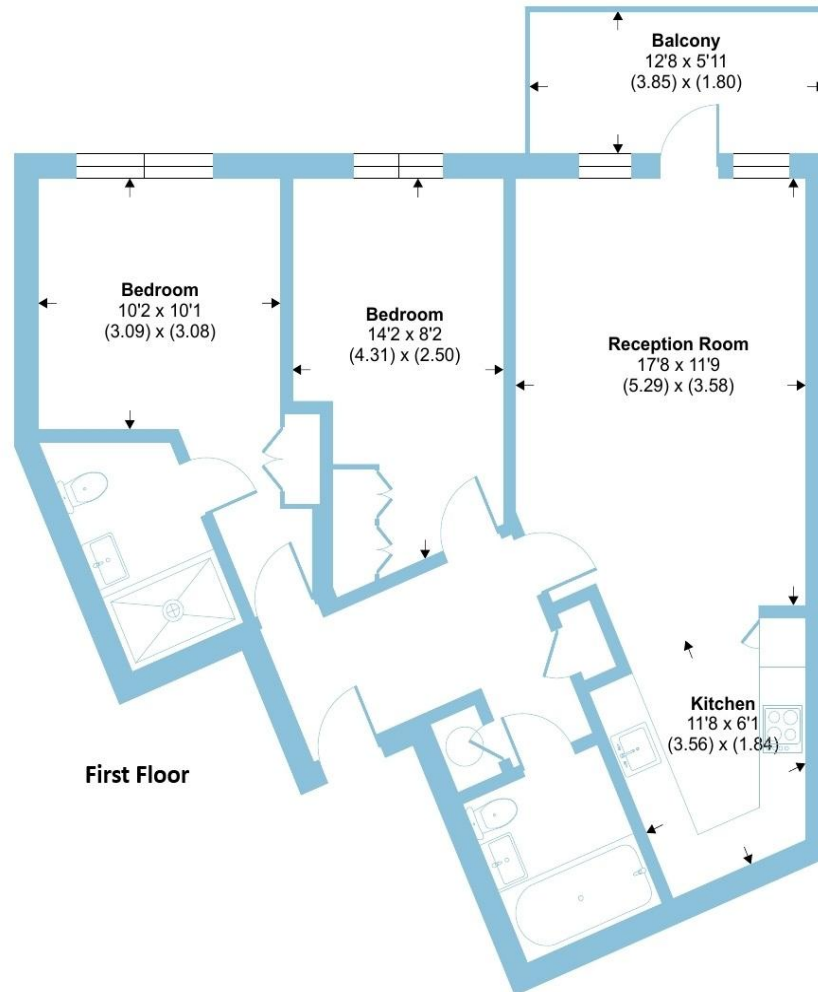 Balcony
12'8 x 5'11
(3.85) x (1.80)
Bedroom
10'2 x 10'1
(3.09) x (3.08)
Bedroom
14'2 x 8'2
(4.31) x (2.50)
Reception Room
17'8 x 11'9
(5.29) x (3.58)
Kitchen
11'8 x 6'1
(3.56) x (1.84)
First Floor